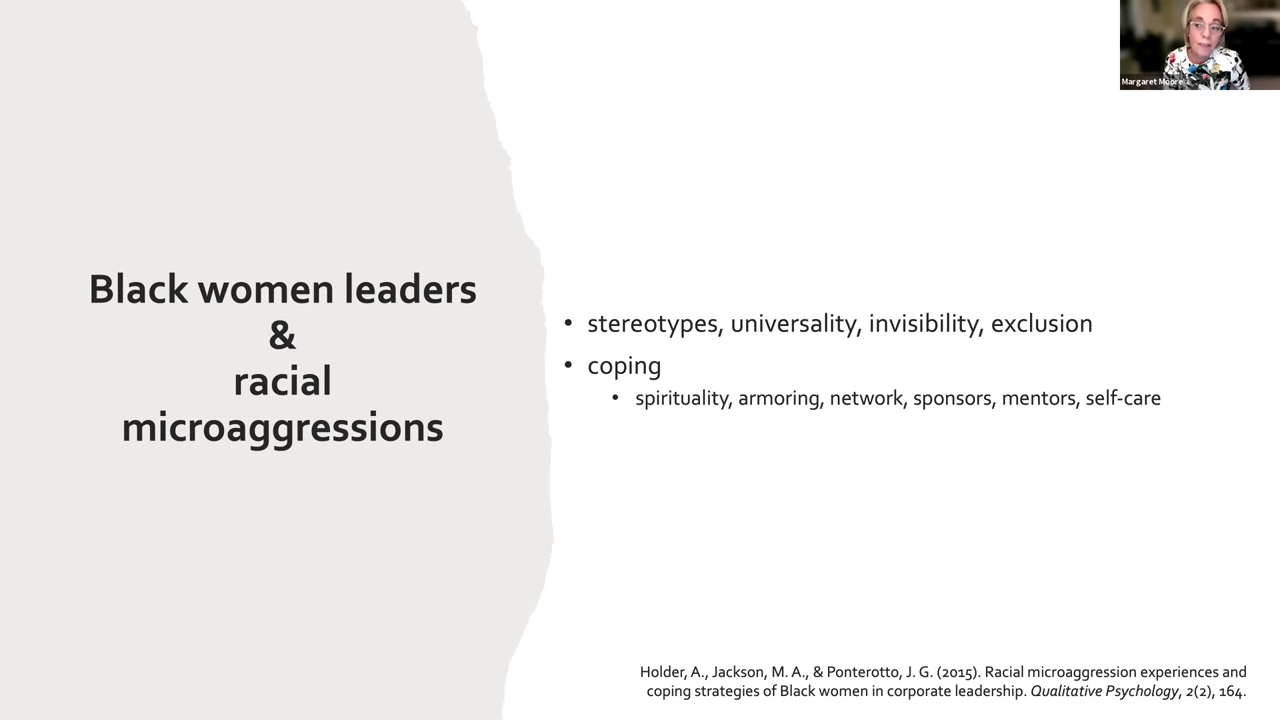 Margaret Moore
Black women leaders
&
racial
microaggressions
• stereotypes, universality, invisibility, exclusion
• coping
• spirituality, armoring, network, sponsors, mentors, self-care
Holder, A., Jackson, M. A., & Ponterotto, J. G. (2015). Racial microaggression experiences and
coping strategies of Black women in corporate leadership. Qualitative Psychology, 2(2), 164.